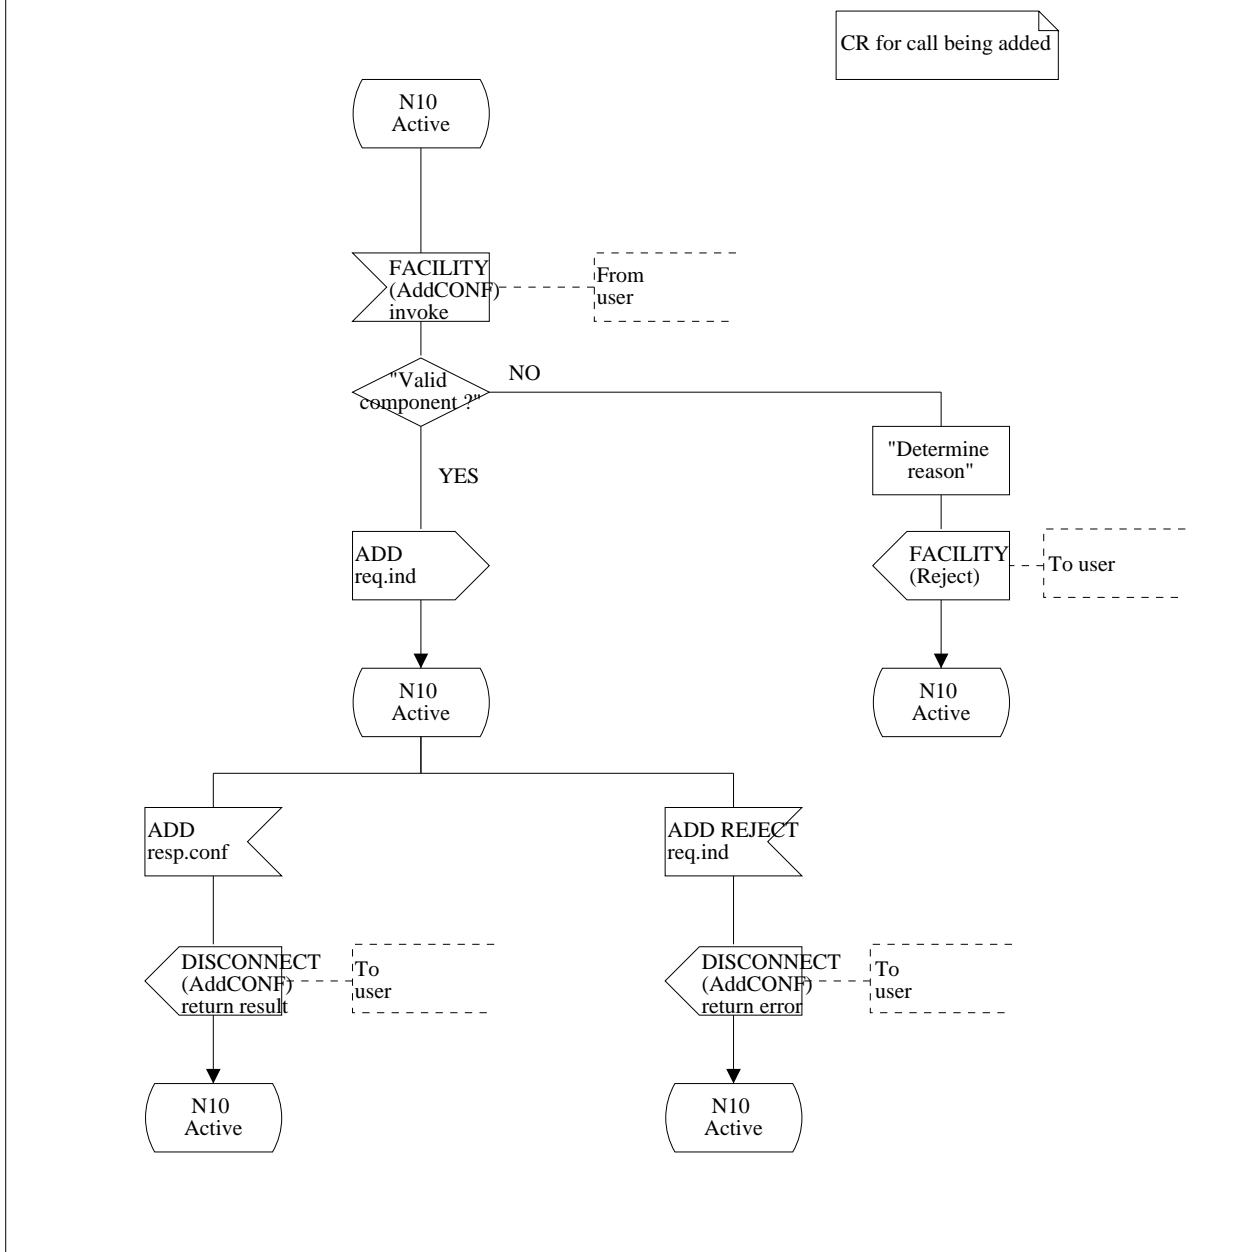 CR for call being added
N10
Active
FACILITY
(AddCONF)
invoke
From
user
"Valid
component ?"
NO
"Determine
reason"
YES
ADD
req.ind
FACILITY
(Reject)
To user
N10
Active
N10
Active
ADD
resp.conf
ADD REJECT
req.ind
DISCONNECT
(AddCONF)
return result
To
user
DISCONNECT
(AddCONF)
return error
To
user
N10
Active
N10
Active